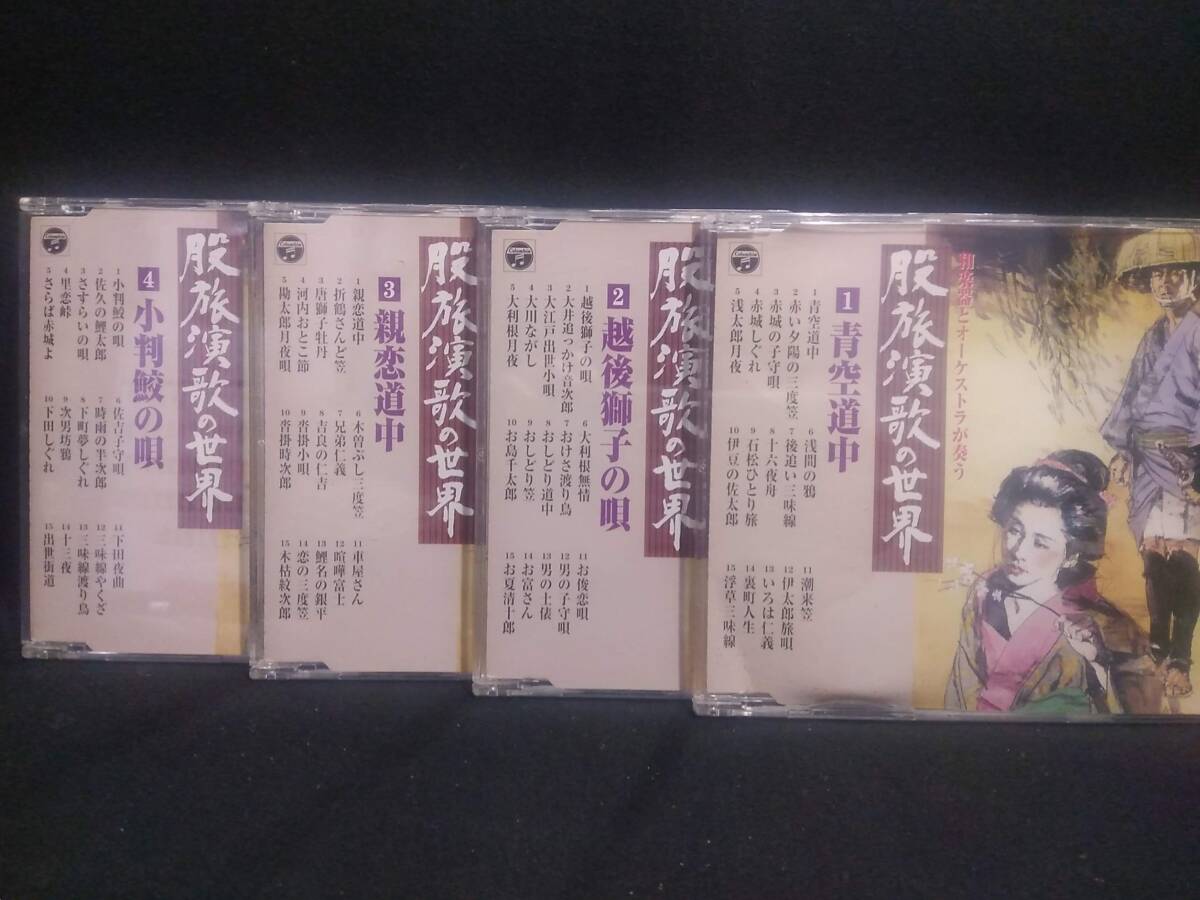 Columbia
股旅演歌の世界
4 小判鮫の唄
1 小判鮫の唄
2 佐久の鯉太郎
3 さすらいの唄
4 里恋峠
5 さらば赤城よ
6 佐吉子守唄
7 時雨の半次郎
8 下町夢しぐれ
9 次男坊鴉
10 下田しぐれ
11 下田夜曲
12 三味線やくざ
13 三味線渡り鳥
14 十三夜
15 出世街道
Columbia
股旅演歌の世界
3 親恋道中
1 親恋道中
2 折鶴さんど笠
3 唐獅子牡丹
4 河内おとこ節
5 勘太郎月夜唄
6 木曽ぶし三度笠
7 兄弟仁義
8 吉良の仁吉
9 沓掛小唄
10 沓掛時次郎
11 車屋さん
12 喧嘩富士
13 鯉名の銀平
14 恋の三度笠
15 木枯紋次郎
Columbia
股旅演歌の世界
2 越後獅子の唄
1 越後獅子の唄
2 大井追っかけ音次郎
3 大江戸出世小唄
4 大川ながし
5 大利根月夜
6 大利根無情
7 おけさ渡り鳥
8 おしどり道中
9 おしどり笠
10 お島千太郎
11 お俊恋唄
12 男の子守唄
13 男の土俵
14 お富さん
15 お夏清十郎
Columbia
和楽器とオーケストラが奏う
股旅演歌の世界
1 青空道中
1 青空道中
2 赤い夕陽の三度笠
3 赤城の子守唄
4 赤城しぐれ
5 浅太郎月夜
6 浅間の鴉
7 後追い三味線
8 十六夜舟
9 石松ひとり旅
10 伊豆の佐太郎
11 潮来笠
12 伊太郎旅唄
13 いろは仁義
14 裏町人生
15 浮草三味線